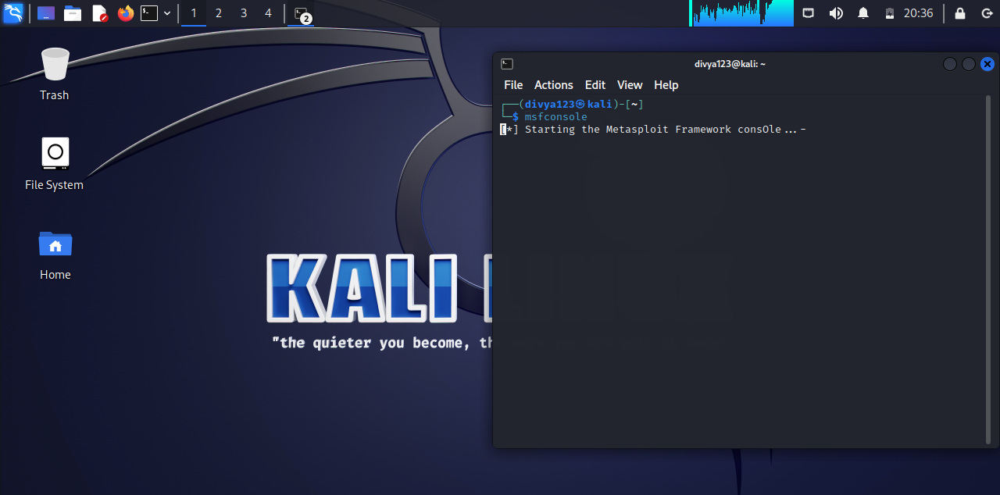 1 2 3 4 2 20:36
Trash
File System
Home
KALI
"the quieter you become, th
divya123@kali: ~
File Actions Edit View Help
┌──(divya123㉿kali)-[~]
└─$ msfconsole
[*] Starting the Metasploit Framework consOle...-